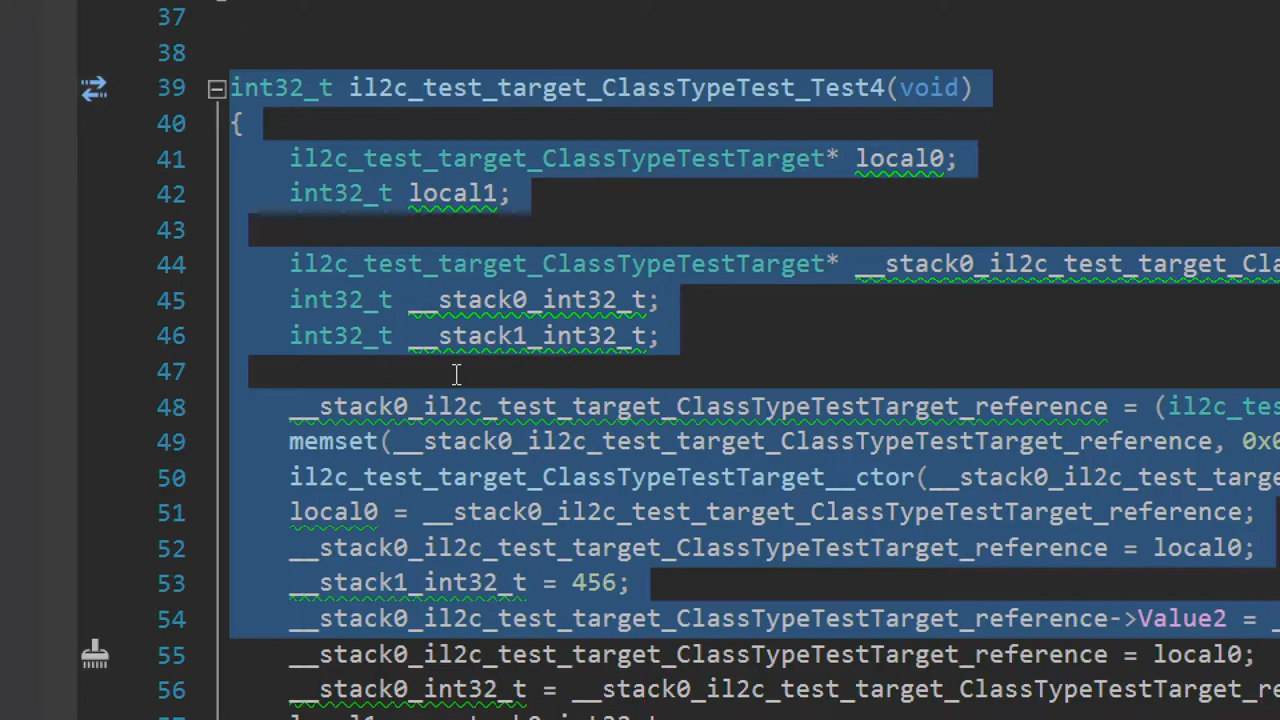 37
38
39 int32_t il2c_test_target_ClassTypeTest_Test4(void)
40 {
41 il2c_test_target_ClassTypeTestTarget* local0;
42 int32_t local1;
43
44 il2c_test_target_ClassTypeTestTarget* __stack0_il2c_test_target_Cla
45 int32_t __stack0_int32_t;
46 int32_t __stack1_int32_t;
47
48 __stack0_il2c_test_target_ClassTypeTestTarget_reference = (il2c_tes
49 memset(__stack0_il2c_test_target_ClassTypeTestTarget_reference, 0x0
50 il2c_test_target_ClassTypeTestTarget__ctor(__stack0_il2c_test_targe
51 local0 = __stack0_il2c_test_target_ClassTypeTestTarget_reference;
52 __stack0_il2c_test_target_ClassTypeTestTarget_reference = local0;
53 __stack1_int32_t = 456;
54 __stack0_il2c_test_target_ClassTypeTestTarget_reference->Value2 = _
55 __stack0_il2c_test_target_ClassTypeTestTarget_reference = local0;
56 __stack0_int32_t = __stack0_il2c_test_target_ClassTypeTestTarget_re